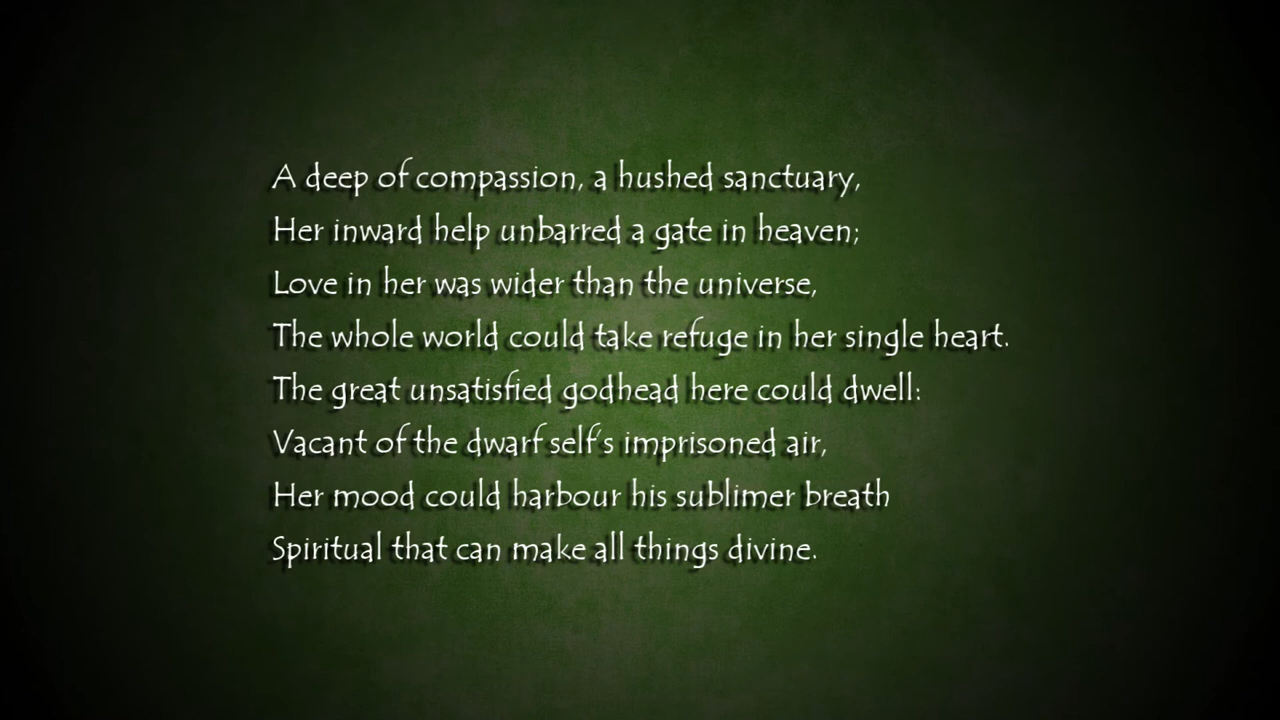 A deep of compassion, a hushed sanctuary,
Her inward help unbarred a gate in heaven;
Love in her was wider than the universe,
The whole world could take refuge in her single heart.
The great unsatisfied godhead here could dwell:
Vacant of the dwarf self's imprisoned air,
Her mood could harbour his sublimer breath
Spiritual that can make all things divine.